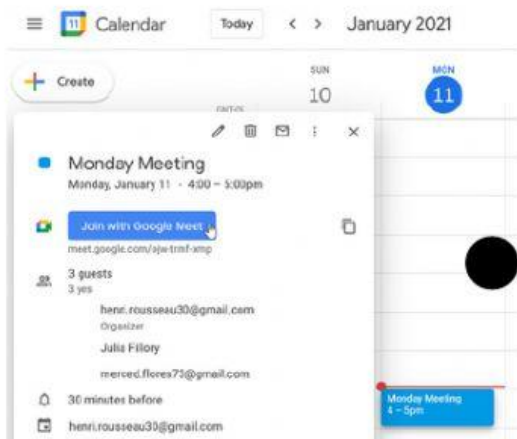 Calendar
Today
January 2021
Create
SUN
MON
10
11
Monday Meeting
Monday, January 11 · 4:00 – 5:00pm
Join with Google Meet
3 guests
3 yes
henri.rousseau30@gmail.com
Organizer
Julia Fillory
merced.flores73@gmail.com
30 minutes before
henri.rousseau30@gmail.com
Monday Meeting
4 – 5pm